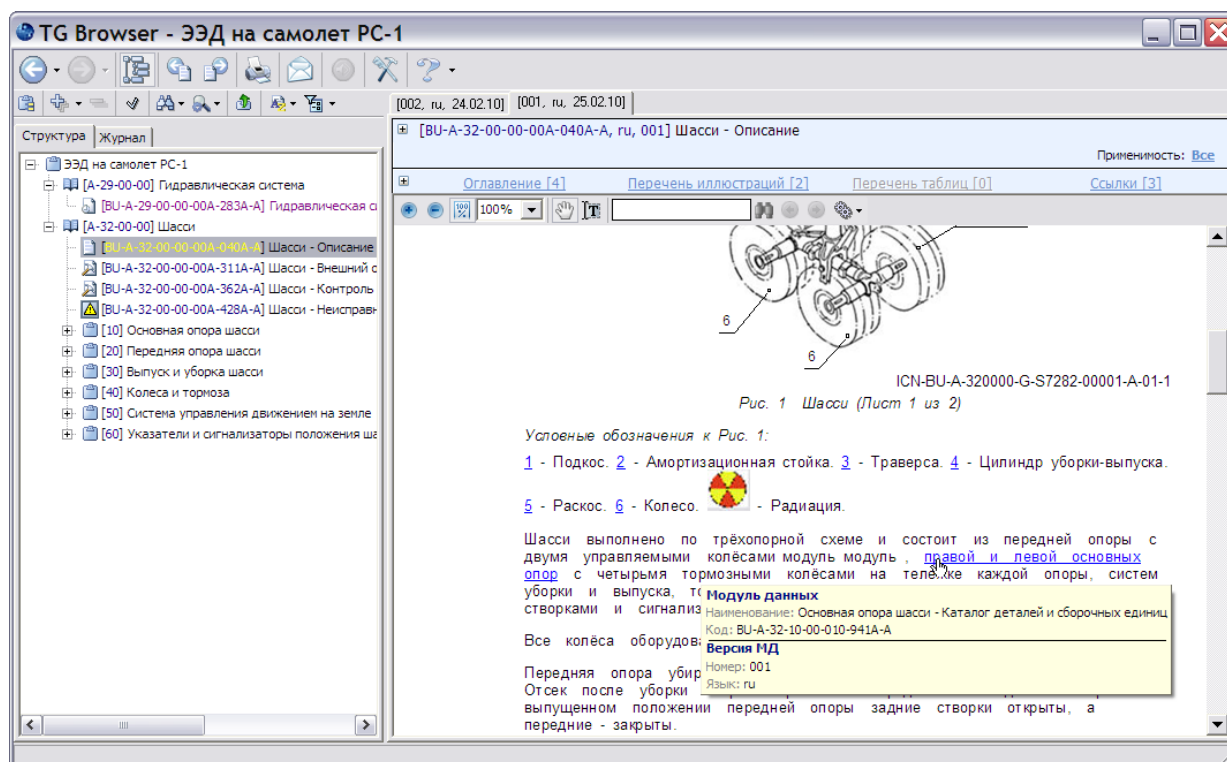 TG Browser - ЭЭД на самолет РС-1
[002, ru, 24.02.10] [001, ru, 25.02.10]
Структура Журнал
ЭЭД на самолет РС-1
[A-29-00-00] Гидравлическая система
[BU-A-29-00-00-00A-283A-A] Гидравлическая
[A-32-00-00] Шасси
[BU-A-32-00-00-00A-040A-A] Шасси - Описание
[BU-A-32-00-00-00A-311A-A] Шасси - Внешний
[BU-A-32-00-00-00A-362A-A] Шасси - Контроль
[BU-A-32-00-00-00A-428A-A] Шасси - Неисправн
[10] Основная опора шасси
[20] Передняя опора шасси
[30] Выпуск и уборка шасси
[40] Колеса и тормоза
[50] Система управления движением на земле
[60] Указатели и сигнализаторы положения ша
[BU-A-32-00-00-00A-040A-A, ru, 001] Шасси - Описание
Применимость: Все
Оглавление [4] Перечень иллюстраций [2] Перечень таблиц [0] Ссылки [3]
100%
6
6
ICN-BU-A-320000-G-S7282-00001-A-01-1
Рис. 1 Шасси (Лист 1 из 2)
Условные обозначения к Рис. 1:
1 - Подкос. 2 - Амортизационная стойка. 3 - Траверса. 4 - Цилиндр уборки-выпуска.
5 - Раскос. 6 - Колесо. - Радиация.
Шасси выполнено по трёхопорной схеме и состоит из передней опоры с
двумя управляемыми колёсами модуль модуль , правой и левой основных
опор с четырьмя тормозными колёсами на тележке каждой опоры, систем
уборки и выпуска,
створками и сигнализ
Все колёса оборудов
Передняя опора убир
Отсек после уборки
выпущенном положении передней опоры задние створки открыты, а
передние - закрыты.
Модуль данных
Наименование: Основная опора шасси - Каталог деталей и сборочных единиц
Код: BU-A-32-10-00-010-941A-A
Версия МД
Номер: 001
Язык: ru